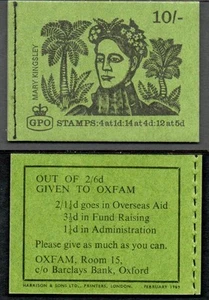 10/-
MARY KINGSLEY
GPO
STAMPS: 4 at 1d: 14 at 4d: 12 at 5d
OUT OF 2/6d
GIVEN TO OXFAM
2/1½d goes in Overseas Aid
3½d in Fund Raising
1½d in Administration
Please give as much as you can.
OXFAM, Room 15,
c/o Barclays Bank, Oxford
HARRISON & SONS LTD., PRINTERS, LONDON. FEBRUARY 1969